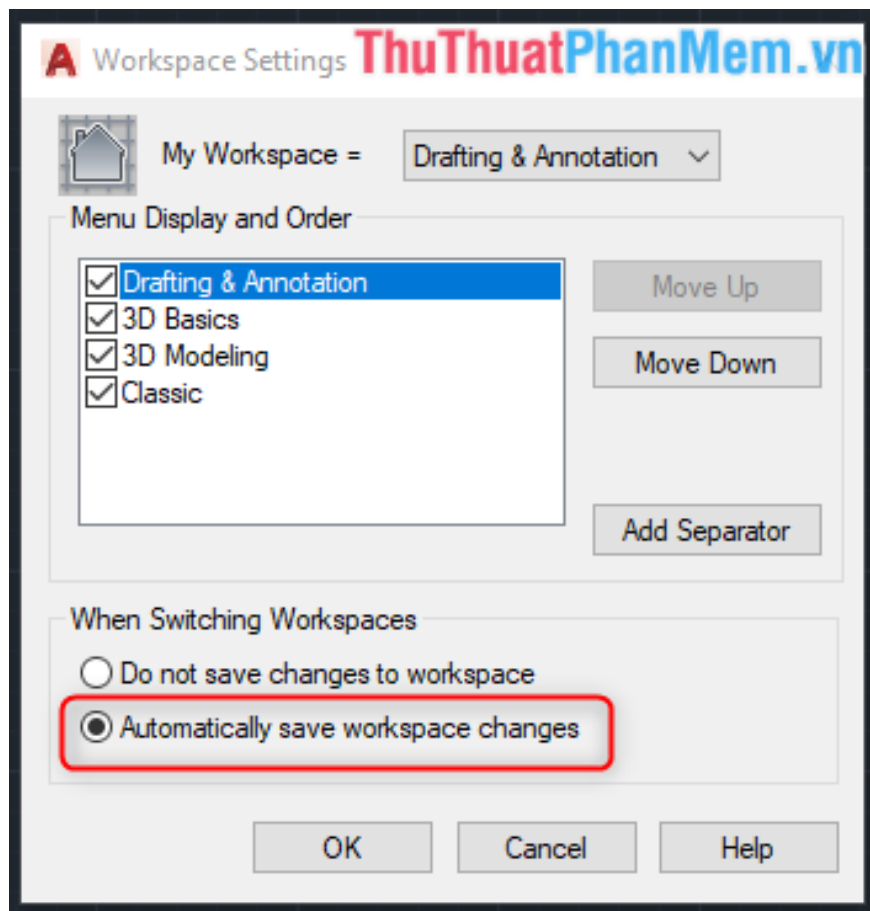 Workspace Settings ThuThuatPhanMem.vn
My Workspace = Drafting & Annotation
Menu Display and Order
Drafting & Annotation
Move Up
3D Basics
3D Modeling
Move Down
Classic
Add Separator
When Switching Workspaces
Do not save changes to workspace
Automatically save workspace changes
OK Cancel Help